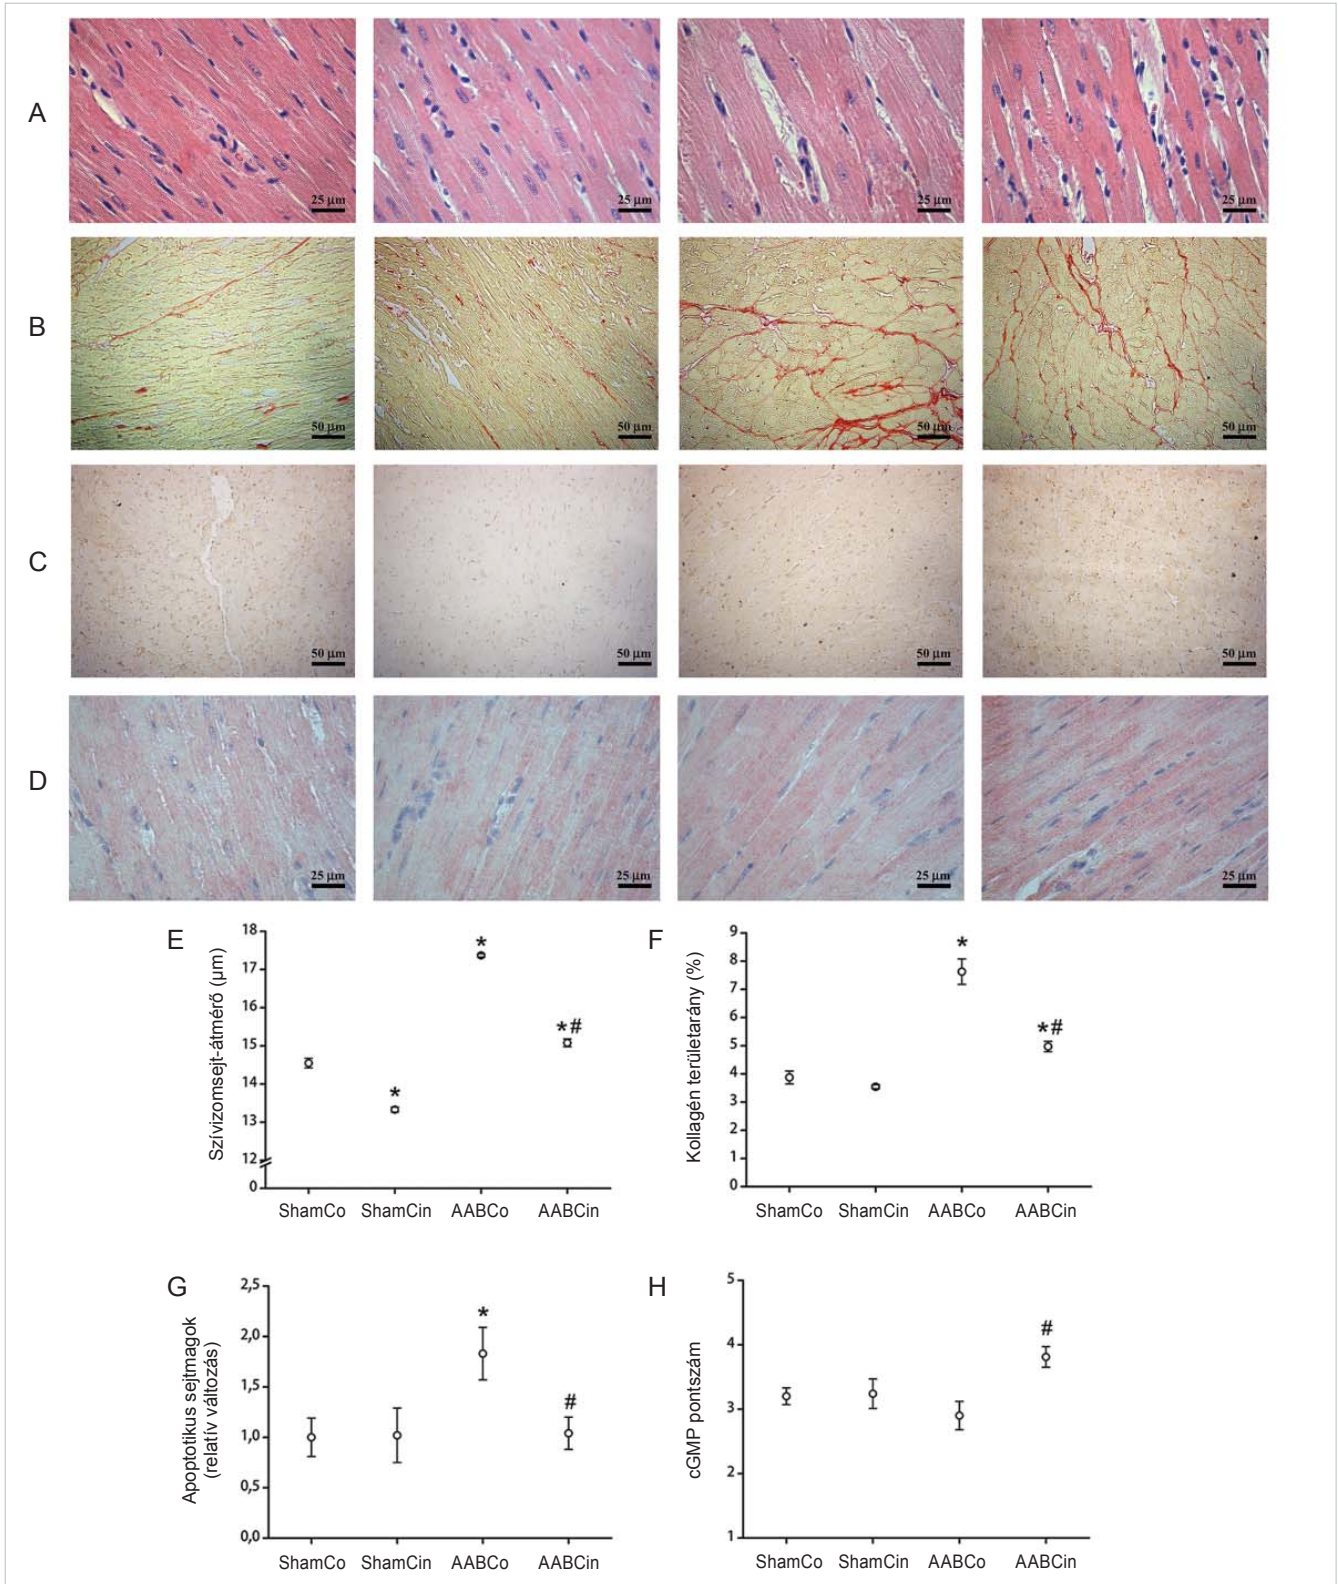 A
25 µm
25 µm
25 µm
25 µm
B
50 µm
50 µm
50 µm
50 µm
C
50 µm
50 µm
50 µm
50 µm
D
25 µm
25 µm
25 µm
25 µm
E
Szívizomsejt-átmérő (µm)
18
17
16
15
14
13
12
0
*
*
*
*#
ShamCo ShamCin AABCo AABCin
F
Kollagén területarány (%)
9
8
7
6
5
4
3
2
1
0
*
*#
ShamCo ShamCin AABCo AABCin
G
Apoptotikus sejtmagok
(relatív változás)
2,5
2,0
1,5
1,0
0,5
0,0
*
#
ShamCo ShamCin AABCo AABCin
H
cGMP pontszám
5
4
3
2
1
#
ShamCo ShamCin AABCo AABCin